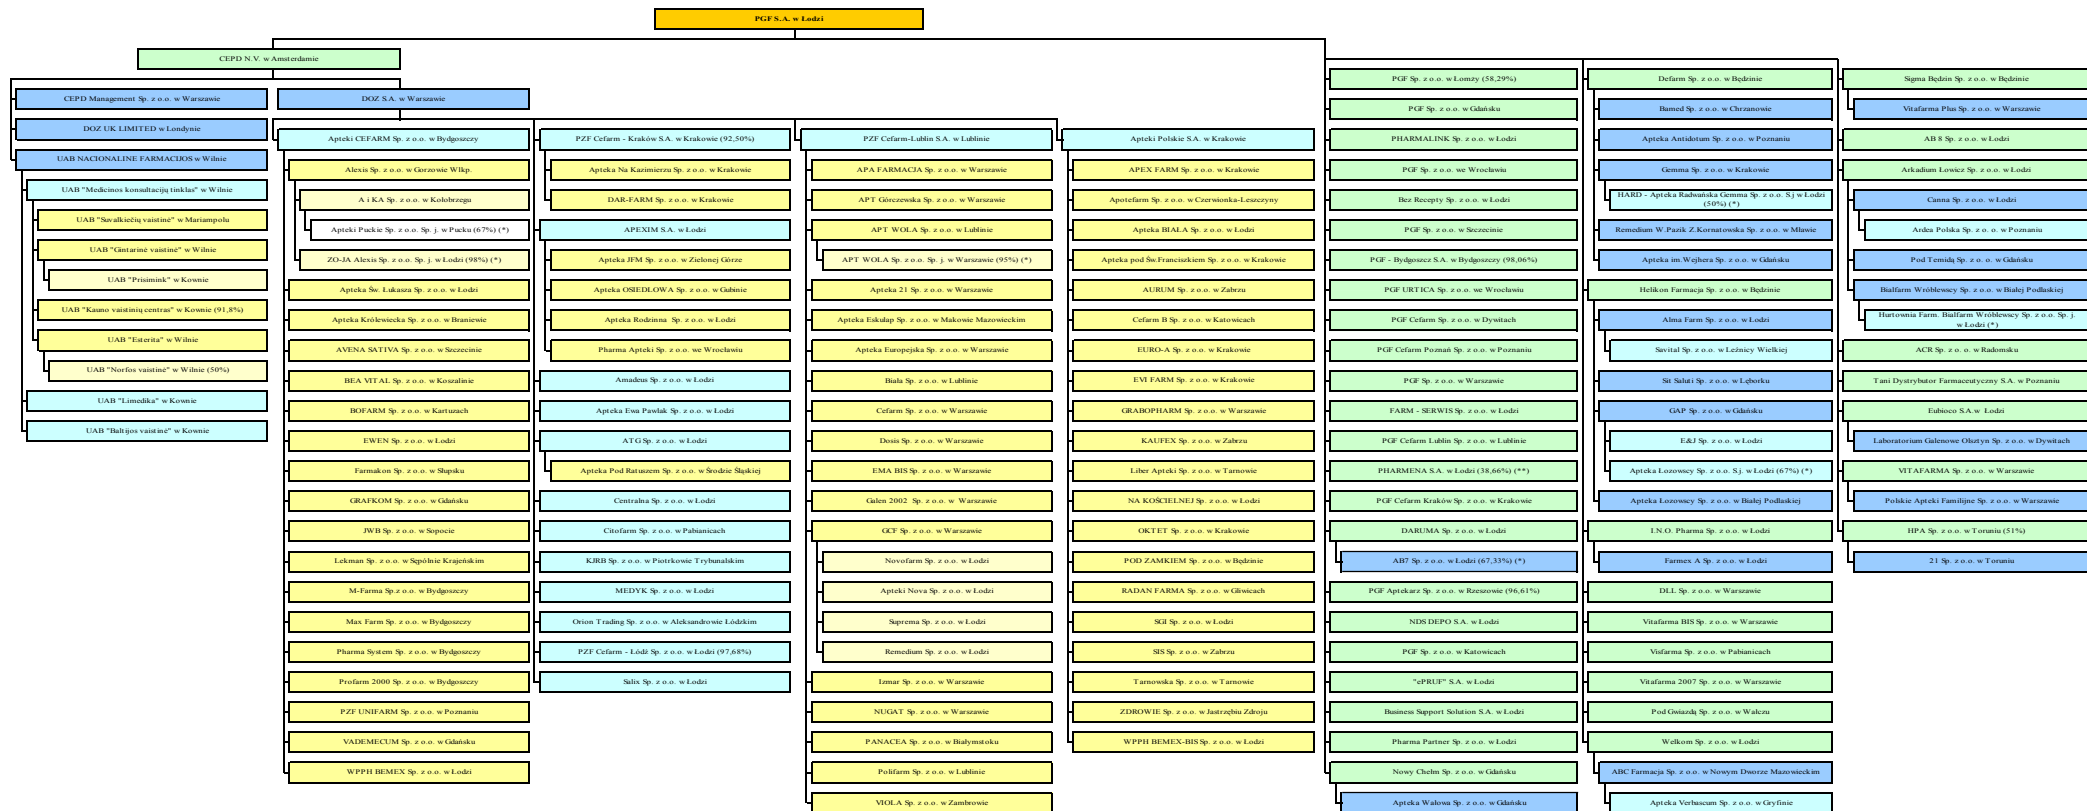 PGF S.A. w Łodzi
CEPD N.V. w Amsterdamie
CEPD Management Sp. z o.o. w Warszawie
DOZ UK LIMITED w Londynie
UAB NACIONALINE FARMACIJOS w Wilnie
UAB "Medicinos konsultacijų tinklas" w Wilnie
UAB "Suvalkiečių vaistinė" w Mariampolu
UAB "Gintarinė vaistinė" w Wilnie
UAB "Prisimink" w Kownie
UAB "Kauno vaistinių centras" w Kownie (91,8%)
UAB "Esterita" w Wilnie
UAB "Norfos vaistinė" w Wilnie (50%)
UAB "Limedika" w Kownie
UAB "Baltijos vaistinė" w Kownie
DOZ S.A. w Warszawie
Apteki CEFARM Sp. z o.o. w Bydgoszczy
Alexis Sp. z o.o. w Gorzowie Wlkp.
A i KA Sp. z o.o. w Kołobrzegu
Apteki Puckie Sp. z o.o. Sp. j. w Pucku (67%) (*)
ZO-JA Alexis Sp. z o.o. Sp. j. w Łodzi (98%) (*)
Apteka Św. Łukasza Sp. z o.o. w Łodzi
Apteka Królewiecka Sp. z o.o. w Braniewie
AVENA SATIVA Sp. z o.o. w Szczecinie
BEA VITAL Sp. z o.o. w Koszalinie
BOFARM Sp. z o.o. w Kartuzach
EWEN Sp. z o.o. w Łodzi
Farmakon Sp. z o.o. w Słupsku
GRAFKOM Sp. z o.o. w Gdańsku
JWB Sp. z o.o. w Sopocie
Lekman Sp. z o.o. w Sępólnie Krajeńskim
M-Farma Sp.z o.o. w Bydgoszczy
Max Farm Sp. z o.o. w Bydgoszczy
Pharma System Sp. z o.o. w Bydgoszczy
Profarm 2000 Sp. z o.o. w Bydgoszczy
PZF UNIFARM Sp. z o.o. w Poznaniu
VADEMECUM Sp. z o.o. w Gdańsku
WPPH BEMEX Sp. z o.o. w Łodzi
PZF Cefarm - Kraków S.A. w Krakowie (92,50%)
Apteka Na Kazimierzu Sp. z o.o. w Krakowie
DAR-FARM Sp. z o.o. w Krakowie
APEXIM S.A. w Łodzi
Apteka JFM Sp. z o.o. w Zielonej Górze
Apteka OSIEDLOWA Sp. z o.o. w Gubinie
Apteka Rodzinna Sp. z o.o. w Łodzi
Pharma Apteki Sp. z o.o. we Wrocławiu
Amadeus Sp. z o.o. w Łodzi
Apteka Ewa Pawlak Sp. z o.o. w Łodzi
ATG Sp. z o.o. w Łodzi
Apteka Pod Ratuszem Sp. z o.o. w Środzie Śląskiej
Centralna Sp. z o.o. w Łodzi
Citofarm Sp. z o.o. w Pabianicach
KJRB Sp. z o.o. w Piotrkowie Trybunalskim
MEDYK Sp. z o.o. w Łodzi
Orion Trading Sp. z o.o. w Aleksandrowie Łódzkim
PZF Cefarm - Łódź Sp. z o.o. w Łodzi (97,68%)
Salix Sp. z o.o. w Łodzi
PZF Cefarm-Lublin S.A. w Lublinie
APA FARMACJA Sp. z o.o. w Warszawie
APT Górczewska Sp. z o.o. w Warszawie
APT WOLA Sp. z o.o. w Lublinie
APT WOLA Sp. z o.o. Sp. j. w Warszawie (95%) (*)
Apteka 21 Sp. z o.o. w Warszawie
Apteka Eskulap Sp. z o.o. w Makowie Mazowieckim
Apteka Europejska Sp. z o.o. w Warszawie
Biała Sp. z o.o. w Lublinie
Cefarm Sp. z o.o. w Warszawie
Dosis Sp. z o.o. w Warszawie
EMA BIS Sp. z o.o. w Warszawie
Galen 2002 Sp. z o.o. w Warszawie
GCF Sp. z o.o. w Warszawie
Novofarm Sp. z o.o. w Łodzi
Apteki Nova Sp. z o.o. w Łodzi
Suprema Sp. z o.o. w Łodzi
Remedium Sp. z o.o. w Łodzi
Izmar Sp. z o.o. w Warszawie
NUGAT Sp. z o.o. w Warszawie
PANACEA Sp. z o.o. w Białymstoku
Polifarm Sp. z o.o. w Lublinie
VIOLA Sp. z o.o. w Zambrowie
Apteki Polskie S.A. w Krakowie
APEX FARM Sp. z o.o. w Krakowie
Apotefarm Sp. z o.o. w Czerwionka-Leszczyny
Apteka BIAŁA Sp. z o.o. w Łodzi
Apteka pod Św.Franciszkiem Sp. z o.o. w Krakowie
AURUM Sp. z o.o. w Zabrzu
Cefarm B Sp. z o.o. w Katowicach
EURO-A Sp. z o.o. w Krakowie
EVI FARM Sp. z o.o. w Krakowie
GRABOPHARM Sp. z o.o. w Warszawie
KAUFEX Sp. z o.o. w Zabrzu
Liber Apteki Sp. z o.o. w Tarnowie
NA KOŚCIELNEJ Sp. z o.o. w Łodzi
OKTET Sp. z o.o. w Krakowie
POD ZAMKIEM Sp. z o.o. w Będzinie
RADAN FARMA Sp. z o.o. w Gliwicach
SGI Sp. z o.o. w Łodzi
SIS Sp. z o.o. w Zabrzu
Tarnowska Sp. z o.o. w Tarnowie
ZDROWIE Sp. z o.o. w Jastrzębiu Zdroju
WPPH BEMEX-BIS Sp. z o.o. w Łodzi
PGF Sp. z o.o. w Łomży (58,29%)
PGF Sp. z o.o. w Gdańsku
PHARMALINK Sp. z o.o. w Łodzi
PGF Sp. z o.o. we Wrocławiu
Bez Recepty Sp. z o.o. w Łodzi
PGF Sp. z o.o. w Szczecinie
PGF - Bydgoszcz S.A. w Bydgoszczy (98,06%)
PGF URTICA Sp. z o.o. we Wrocławiu
PGF Cefarm Sp. z o.o. w Dywitach
PGF Cefarm Poznań Sp. z o.o. w Poznaniu
PGF Sp. z o.o. w Warszawie
FARM - SERWIS Sp. z o.o. w Łodzi
PGF Cefarm Lublin Sp. z o.o. w Lublinie
PHARMENA S.A. w Łodzi (38,66%) (**)
PGF Cefarm Kraków Sp. z o.o. w Krakowie
DARUMA Sp. z o.o. w Łodzi
AB7 Sp. z o.o. w Łodzi (67,33%) (*)
PGF Aptekarz Sp. z o.o. w Rzeszowie (96,61%)
NDS DEPO S.A. w Łodzi
PGF Sp. z o.o. w Katowicach
"ePRUF" S.A. w Łodzi
Business Support Solution S.A. w Łodzi
Pharma Partner Sp. z o.o. w Łodzi
Nowy Chełm Sp. z o.o. w Gdańsku
Apteka Wałowa Sp. z o.o. w Gdańsku
Defarm Sp. z o.o. w Będzinie
Bamed Sp. z o.o. w Chrzanowie
Apteka Antidotum Sp. z o.o. w Poznaniu
Gemma Sp. z o.o. w Krakowie
HARD - Apteka Radwańska Gemma Sp. z o.o. S.j w Łodzi
(50%) (*)
Remedium W.Pazik Z.Kornatowska Sp. z o.o. w Mławie
Apteka im.Wejhera Sp. z o.o. w Gdańsku
Helikon Farmacja Sp. z o.o. w Będzinie
Alma Farm Sp. z o.o. w Łodzi
Savital Sp. z o.o. w Leźnicy Wielkiej
Sit Saluti Sp. z o.o. w Lęborku
GAP Sp. z o.o. w Gdańsku
E&J Sp. z o.o. w Łodzi
Apteka Łozowscy Sp. z o.o. S.j. w Łodzi (67%) (*)
Apteka Łozowscy Sp. z o.o. w Białej Podlaskiej
I.N.O. Pharma Sp. z o.o. w Łodzi
Farmex A Sp. z o.o. w Łodzi
DLL Sp. z o.o. w Warszawie
Vitafarma BIS Sp. z o.o. w Warszawie
Visfarma Sp. z o.o. w Pabianicach
Vitafarma 2007 Sp. z o.o. w Warszawie
Pod Gwiazdą Sp. z o.o. w Wałczu
Welkom Sp. z o.o. w Łodzi
ABC Farmacja Sp. z o.o. w Nowym Dworze Mazowieckim
Apteka Verbascum Sp. z o.o. w Gryfinie
Sigma Będzin Sp. z o.o. w Będzinie
Vitafarma Plus Sp. z o.o. w Warszawie
AB 8 Sp. z o.o. w Łodzi
Arkadium Łowicz Sp. z o.o. w Łodzi
Canna Sp. z o.o. w Łodzi
Ardea Polska Sp. z o. o. w Poznaniu
Pod Temidą Sp. z o.o. w Gdańsku
Bialfarm Wróblewscy Sp. z o.o. w Białej Podlaskiej
Hurtownia Farm. Bialfarm Wróblewscy Sp. z o.o. Sp. j.
w Łodzi (*)
ACR Sp. z o. o. w Radomsku
Tani Dystrybutor Farmaceutyczny S.A. w Poznaniu
Eubioco S.A.w Łodzi
Laboratorium Galenowe Olsztyn Sp. z o.o. w Dywitach
VITAFARMA Sp. z o.o. w Warszawie
Polskie Apteki Familijne Sp. z o.o. w Warszawie
HPA Sp. z o.o. w Toruniu (51%)
21 Sp. z o.o. w Toruniu